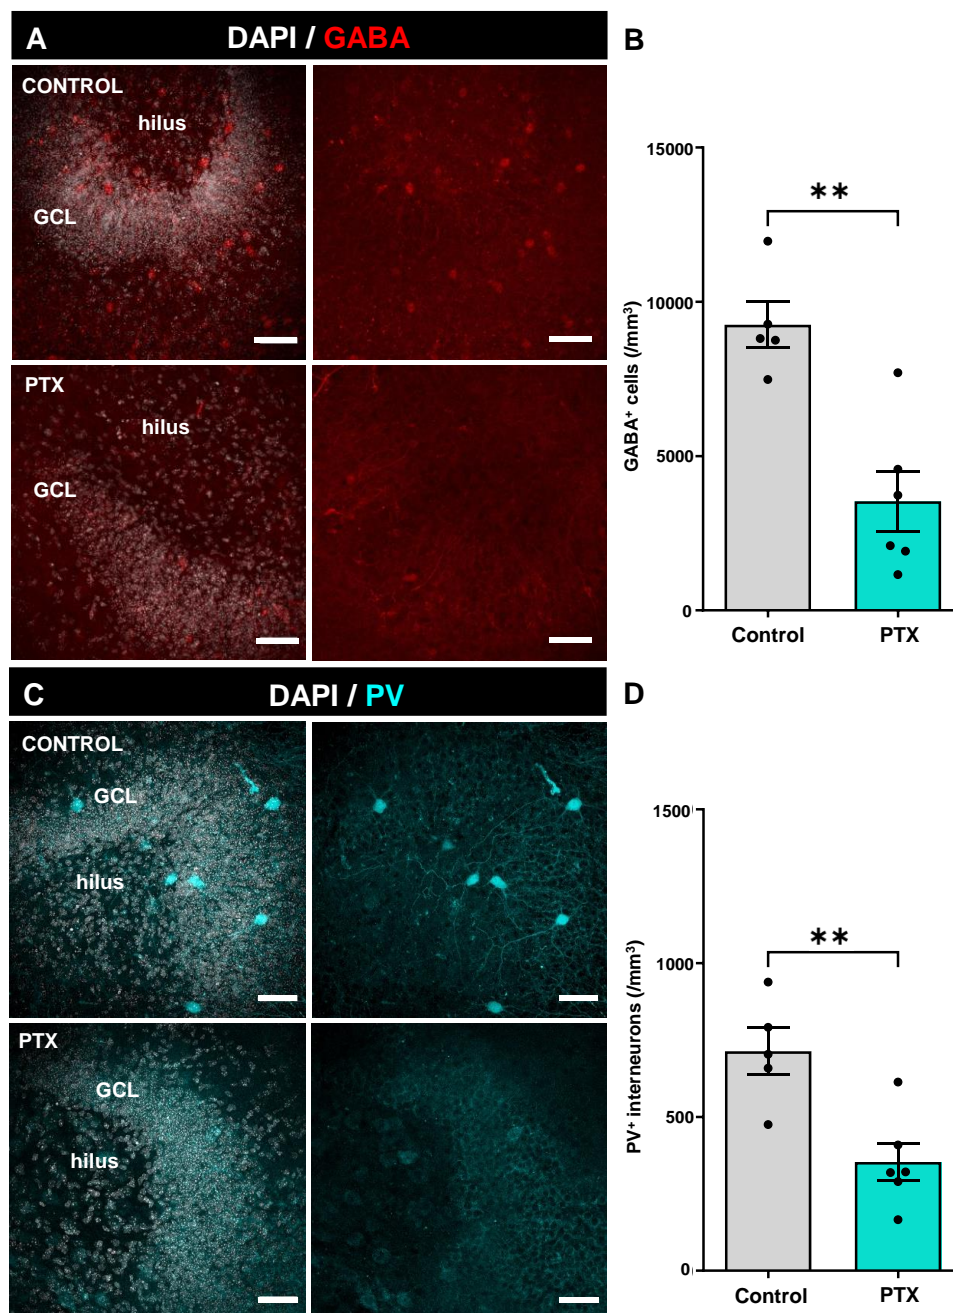 A
DAPI / GABA
CONTROL
hilus
GCL
PTX
hilus
GCL
B
15000
10000
5000
0
GABA⁺ cells (/mm³)
**
Control
PTX
C
DAPI / PV
CONTROL
GCL
hilus
PTX
GCL
hilus
D
1500
1000
500
0
PV⁺ interneurons (/mm³)
**
Control
PTX